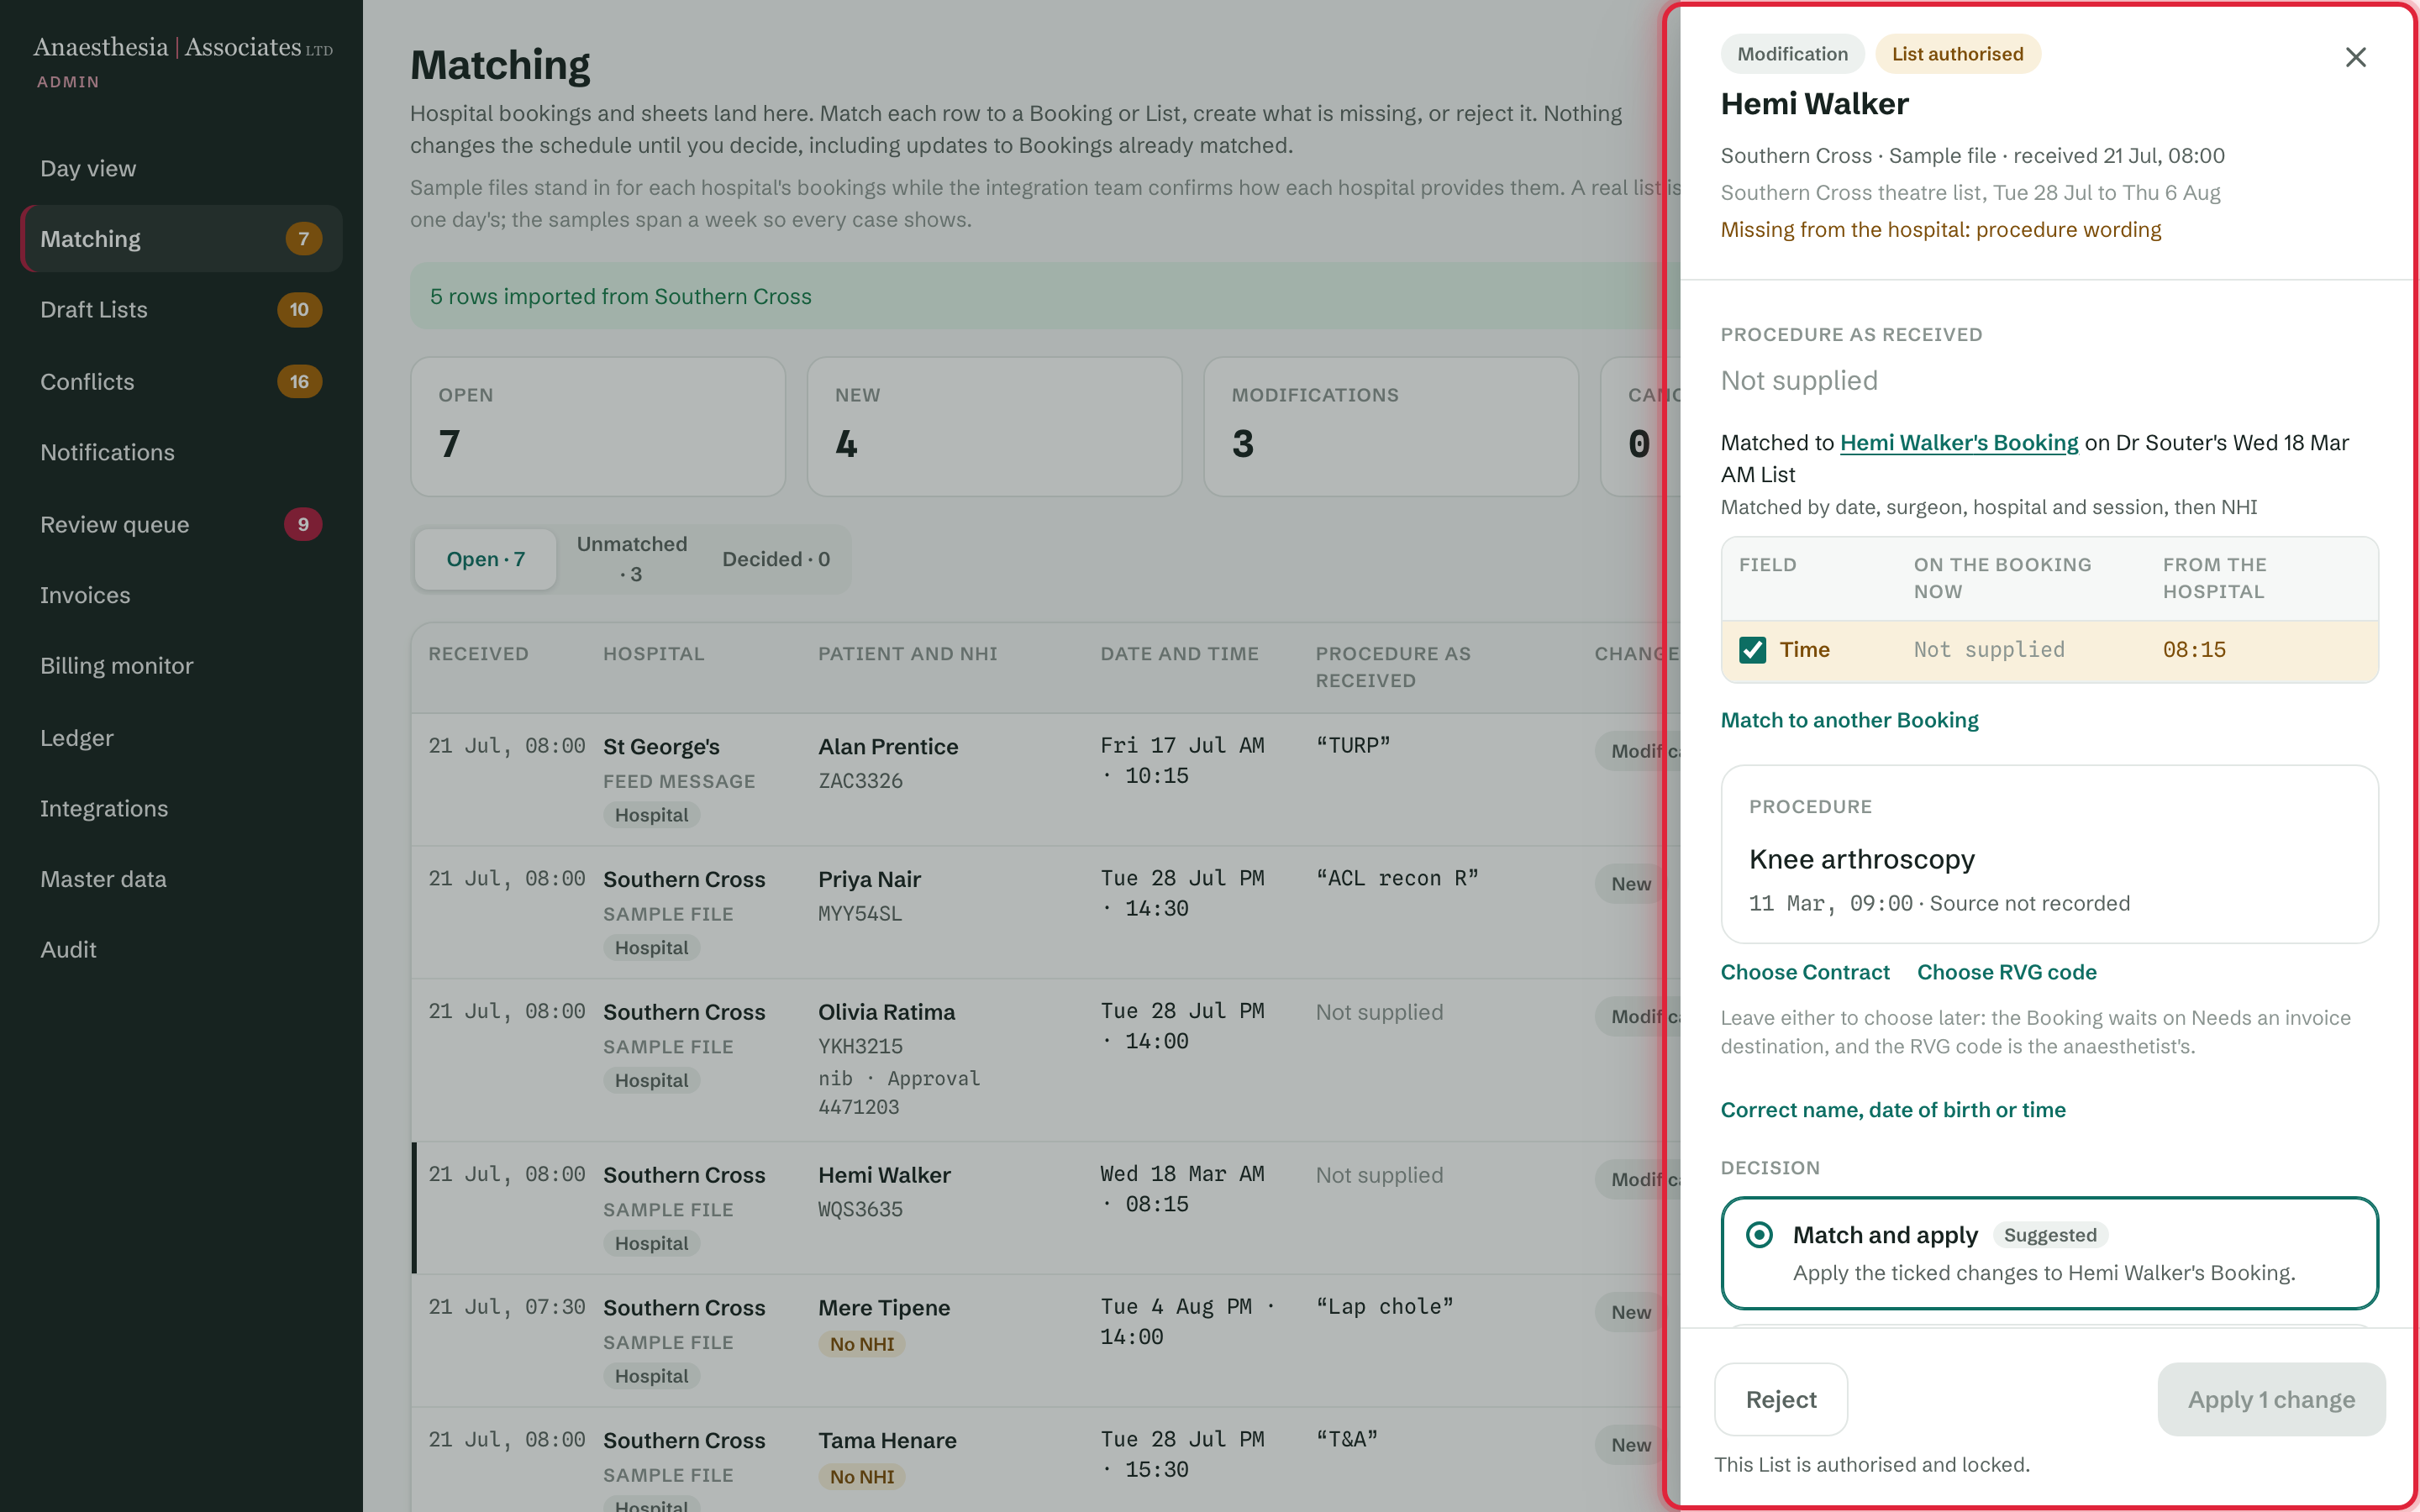 Anaesthesia | Associates LTD
ADMIN
Day view
Matching 7
Draft Lists 10
Conflicts 16
Notifications
Review queue 9
Invoices
Billing monitor
Ledger
Integrations
Master data
Audit
Matching
Hospital bookings and sheets land here. Match each row to a Booking or List, create what is missing, or reject it. Nothing
changes the schedule until you decide, including updates to Bookings already matched.
Sample files stand in for each hospital's bookings while the integration team confirms how each hospital provides them. A real list is
one day's; the samples span a week so every case shows.
5 rows imported from Southern Cross
OPEN
7
NEW
4
MODIFICATIONS
3
CANC
0
Open · 7
Unmatched
· 3
Decided · 0
RECEIVED HOSPITAL PATIENT AND NHI DATE AND TIME PROCEDURE AS CHANGE
RECEIVED
21 Jul, 08:00 St George's Alan Prentice Fri 17 Jul AM “TURP” Modifica
FEED MESSAGE ZAC3326 · 10:15
Hospital
21 Jul, 08:00 Southern Cross Priya Nair Tue 28 Jul PM “ACL recon R” New
SAMPLE FILE MYY54SL · 14:30
Hospital
21 Jul, 08:00 Southern Cross Olivia Ratima Tue 28 Jul PM Not supplied Modifica
SAMPLE FILE YKH3215 · 14:00
Hospital nib · Approval
4471203
21 Jul, 08:00 Southern Cross Hemi Walker Wed 18 Mar AM Not supplied Modifica
SAMPLE FILE WQS3635 · 08:15
Hospital
21 Jul, 07:30 Southern Cross Mere Tipene Tue 4 Aug PM · “Lap chole” New
SAMPLE FILE No NHI 14:00
Hospital
21 Jul, 08:00 Southern Cross Tama Henare Tue 28 Jul PM “T&A” New
SAMPLE FILE No NHI · 15:30
Hospital
Modification List authorised
Hemi Walker
Southern Cross · Sample file · received 21 Jul, 08:00
Southern Cross theatre list, Tue 28 Jul to Thu 6 Aug
Missing from the hospital: procedure wording
PROCEDURE AS RECEIVED
Not supplied
Matched to Hemi Walker's Booking on Dr Souter's Wed 18 Mar
AM List
Matched by date, surgeon, hospital and session, then NHI
FIELD ON THE BOOKING FROM THE
NOW HOSPITAL
Time Not supplied 08:15
Match to another Booking
PROCEDURE
Knee arthroscopy
11 Mar, 09:00 · Source not recorded
Choose Contract Choose RVG code
Leave either to choose later: the Booking waits on Needs an invoice
destination, and the RVG code is the anaesthetist's.
Correct name, date of birth or time
DECISION
Match and apply Suggested
Apply the ticked changes to Hemi Walker's Booking.
Reject Apply 1 change
This List is authorised and locked.